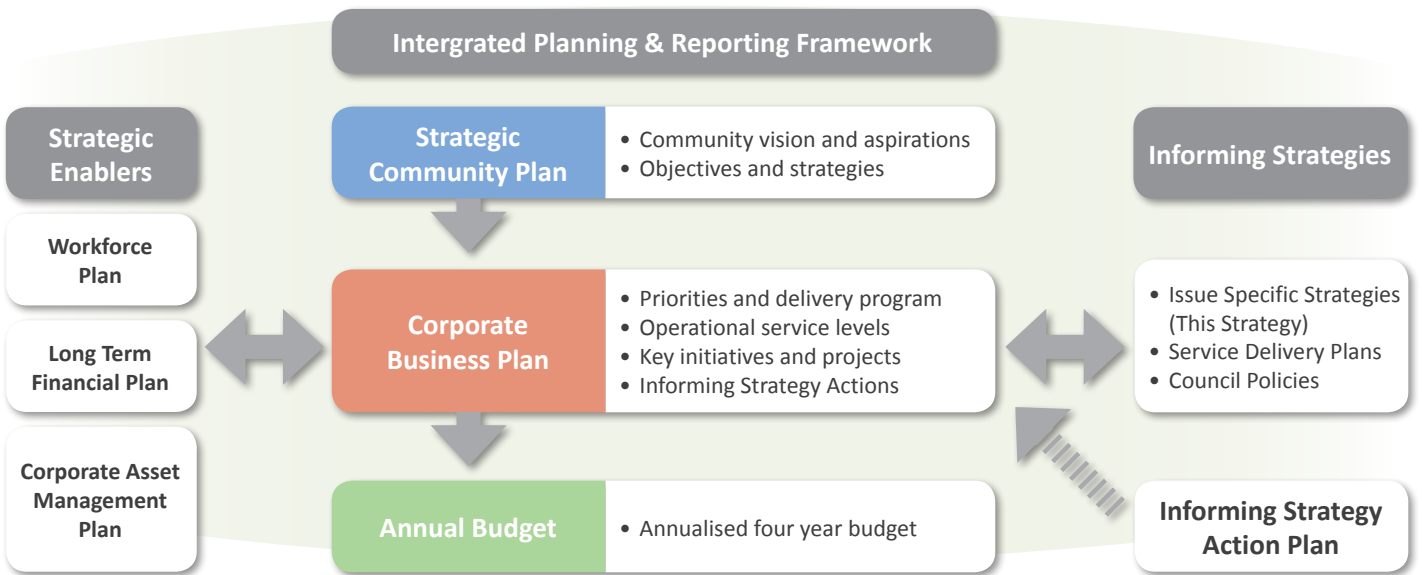 Intergrated Planning & Reporting Framework
Strategic
Enablers
Workforce
Plan
Long Term
Financial Plan
Corporate Asset
Management
Plan
Strategic
Community Plan
• Community vision and aspirations
• Objectives and strategies
Corporate
Business Plan
• Priorities and delivery program
• Operational service levels
• Key initiatives and projects
• Informing Strategy Actions
Annual Budget
• Annualised four year budget
Informing Strategies
• Issue Specific Strategies
(This Strategy)
• Service Delivery Plans
• Council Policies
Informing Strategy
Action Plan